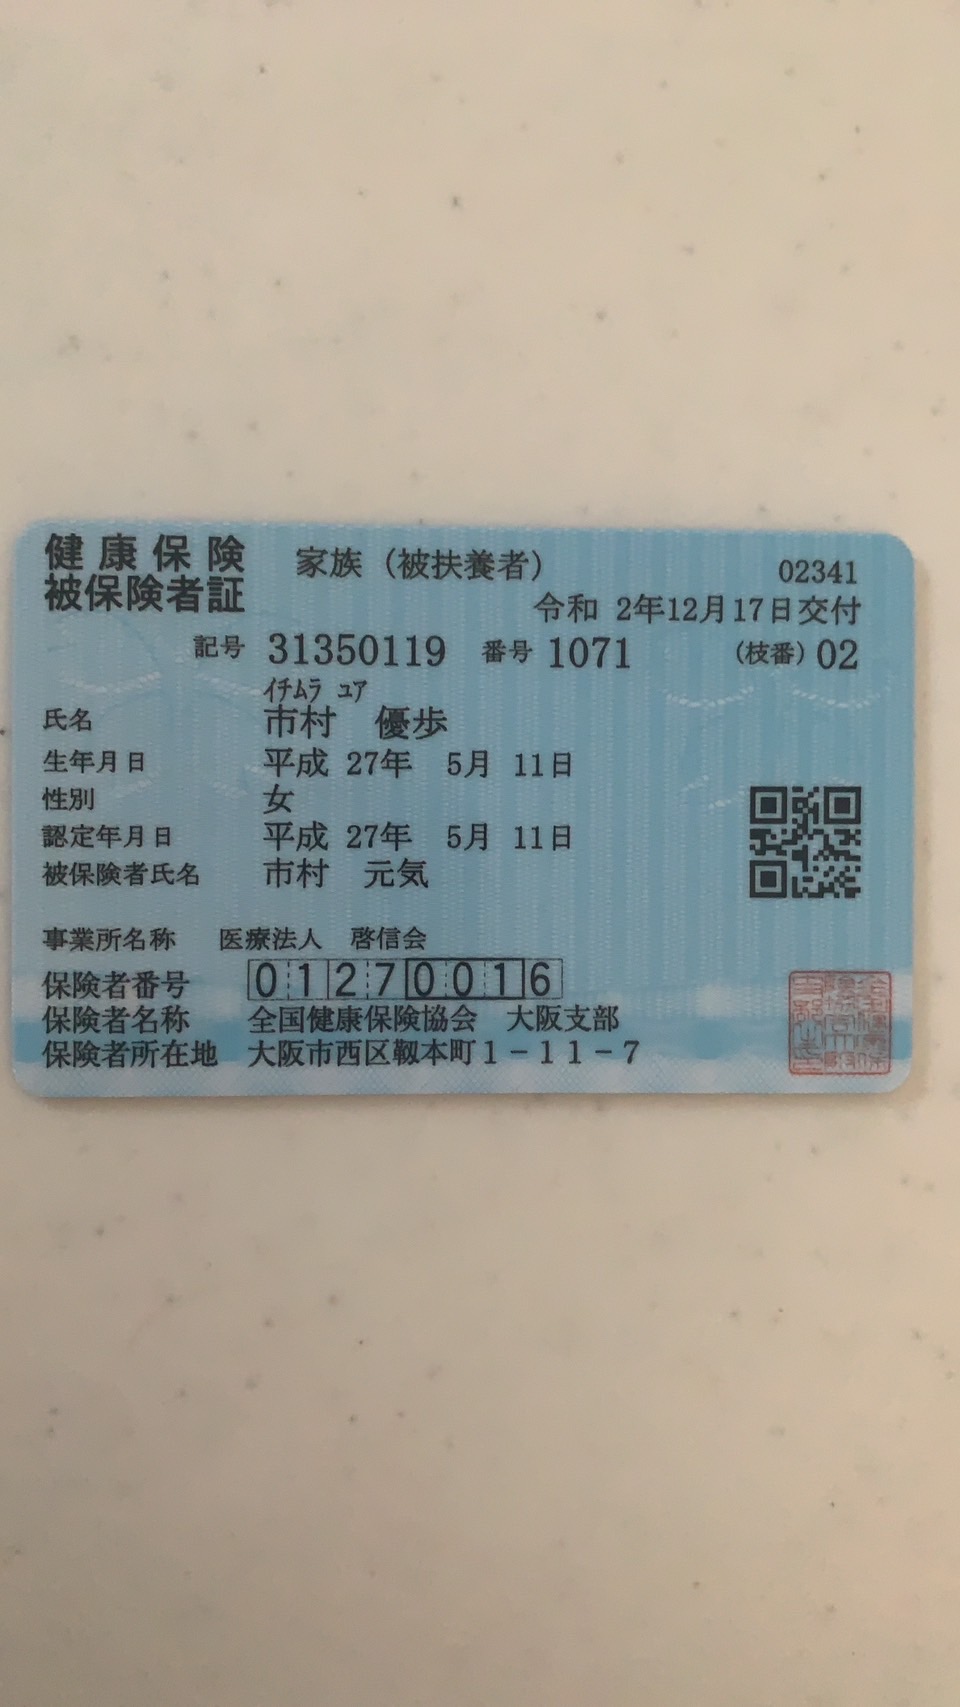 健康保険 家族（被扶養者） 02341
被保険者証 令和 2年12月17日交付
記号 31350119 番号 1071 （枝番）02
ｲﾁﾑﾗ ﾕｱ
氏名 市村 優歩
生年月日 平成 27年 5月 11日
性別 女
認定年月日 平成 27年 5月 11日
被保険者氏名 市村 元気
事業所名称 医療法人 啓信会
保険者番号 01270016
保険者名称 全国健康保険協会 大阪支部
保険者所在地 大阪市西区靱本町１－１１－７